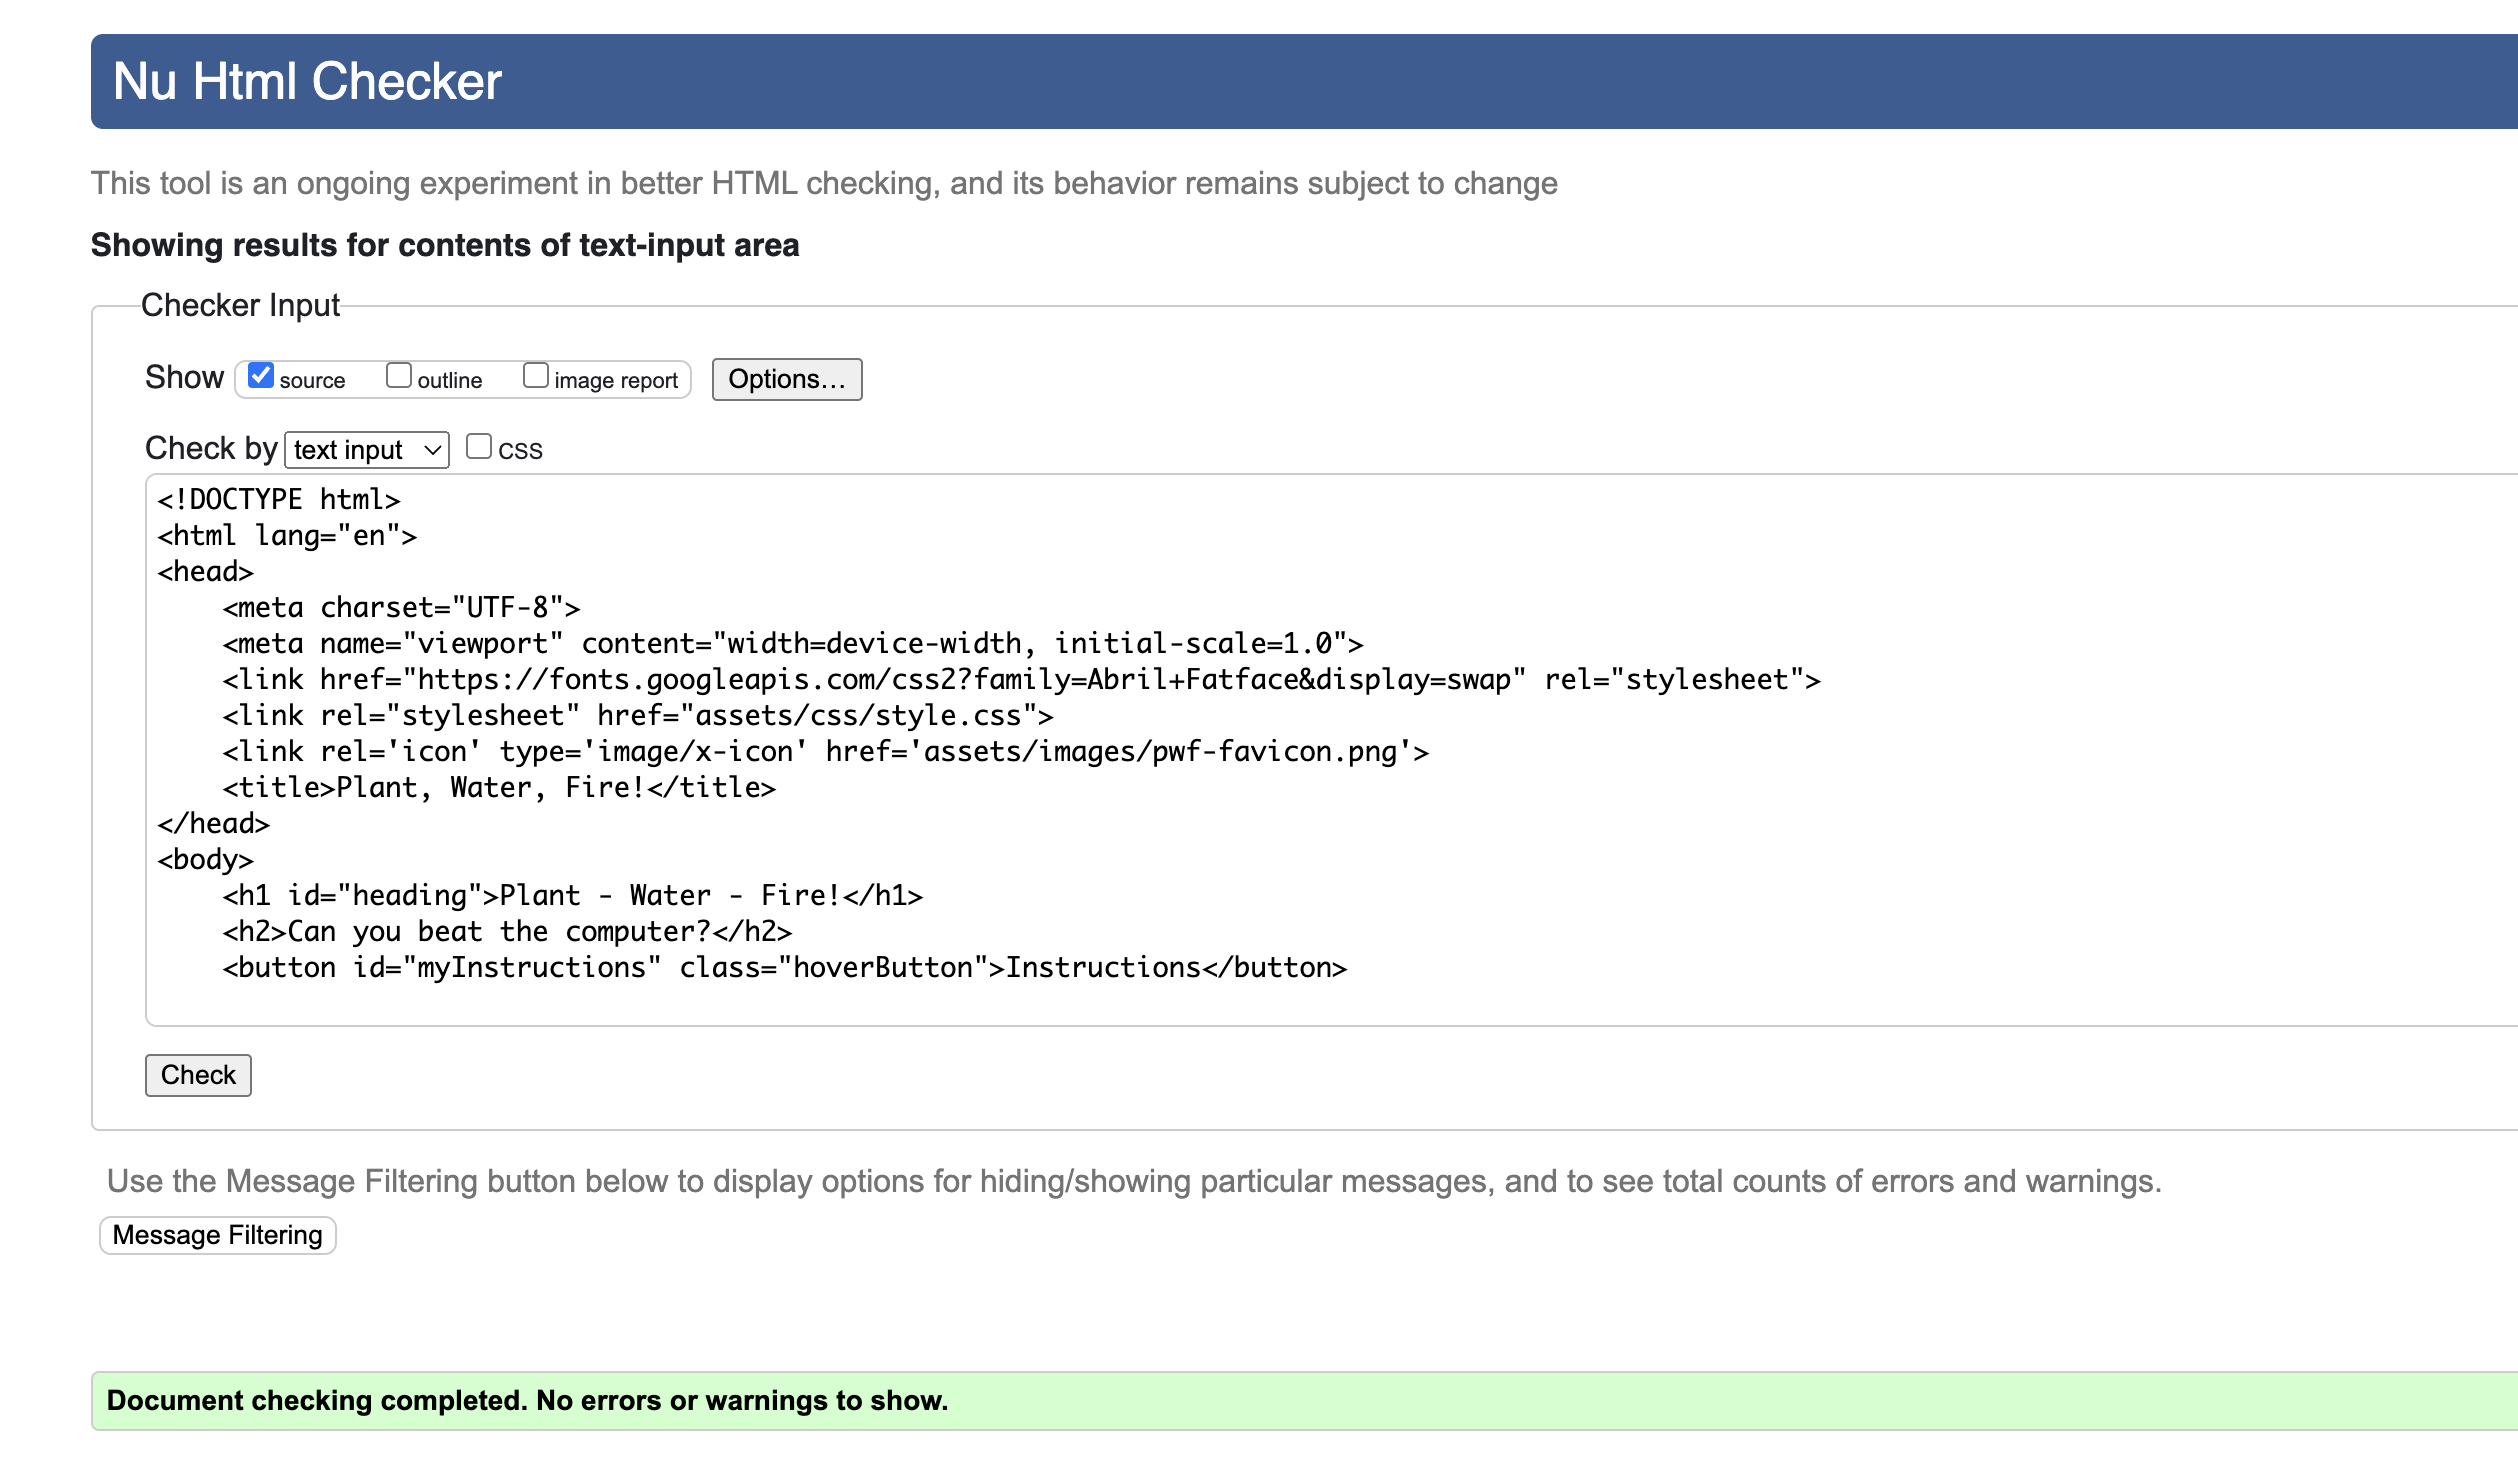 Nu Html Checker
This tool is an ongoing experiment in better HTML checking, and its behavior remains subject to change
Showing results for contents of text-input area
Checker Input
Show source outline image report Options…
Check by text input css
<!DOCTYPE html>
<html lang="en">
<head>
    <meta charset="UTF-8">
    <meta name="viewport" content="width=device-width, initial-scale=1.0">
    <link href="https://fonts.googleapis.com/css2?family=Abril+Fatface&display=swap" rel="stylesheet">
    <link rel="stylesheet" href="assets/css/style.css">
    <link rel='icon' type='image/x-icon' href='assets/images/pwf-favicon.png'>
    <title>Plant, Water, Fire!</title>
</head>
<body>
    <h1 id="heading">Plant - Water - Fire!</h1>
    <h2>Can you beat the computer?</h2>
    <button id="myInstructions" class="hoverButton">Instructions</button>
Check
Use the Message Filtering button below to display options for hiding/showing particular messages, and to see total counts of errors and warnings.
Message Filtering
Document checking completed. No errors or warnings to show.